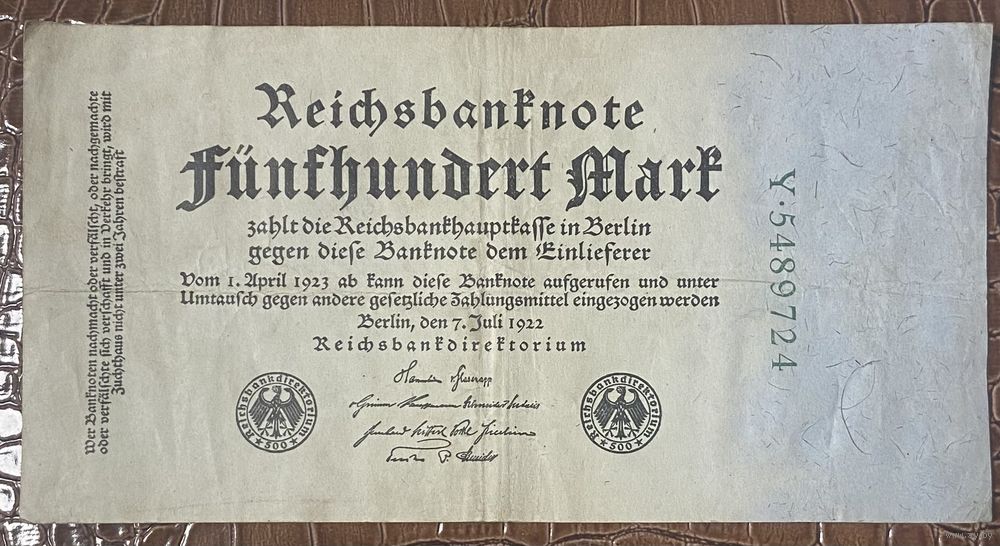 Reichsbanknote
Fünfhundert Mark
zahlt die Reichsbankhauptkasse in Berlin
gegen diese Banknote dem Einlieferer
Vom 1. April 1923 ab kann diese Banknote aufgerufen und unter
Umtausch gegen andere gesetzliche Zahlungsmittel eingezogen werden
Berlin, den 7. Juli 1922
Reichsbankdirektorium
Reichsbankdirektorium
500
Reichsbankdirektorium
500
Wer Banknoten nachmacht oder verfälscht, oder nachgemachte
oder verfälschte sich verschafft und in Verkehr bringt, wird mit
Zuchthaus nicht unter zwei Jahren bestraft
Y·5489724